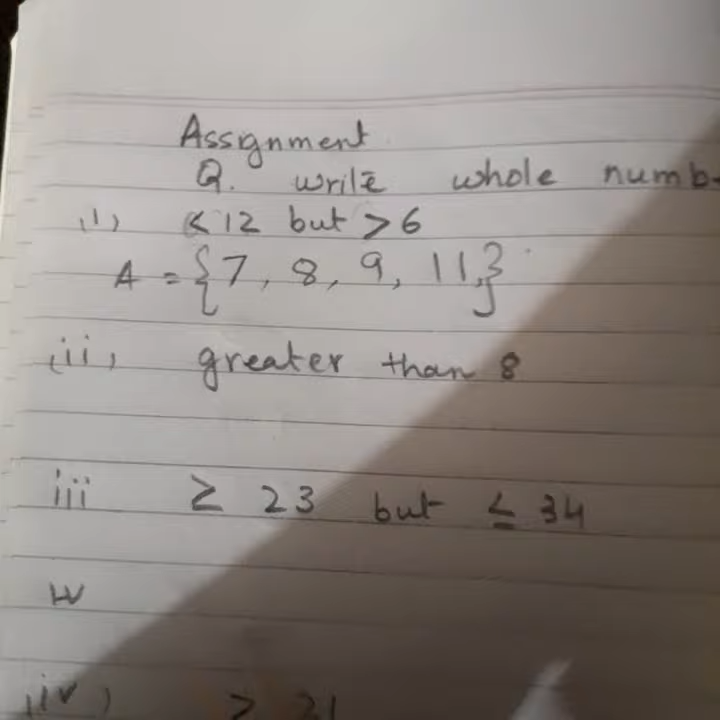 Assignment
Q. write whole numb
(i) < 12 but > 6
A = {7, 8, 9, 11,}
(ii) greater than 8
iii ≥ 23 but ≤ 34
(iv) > 21